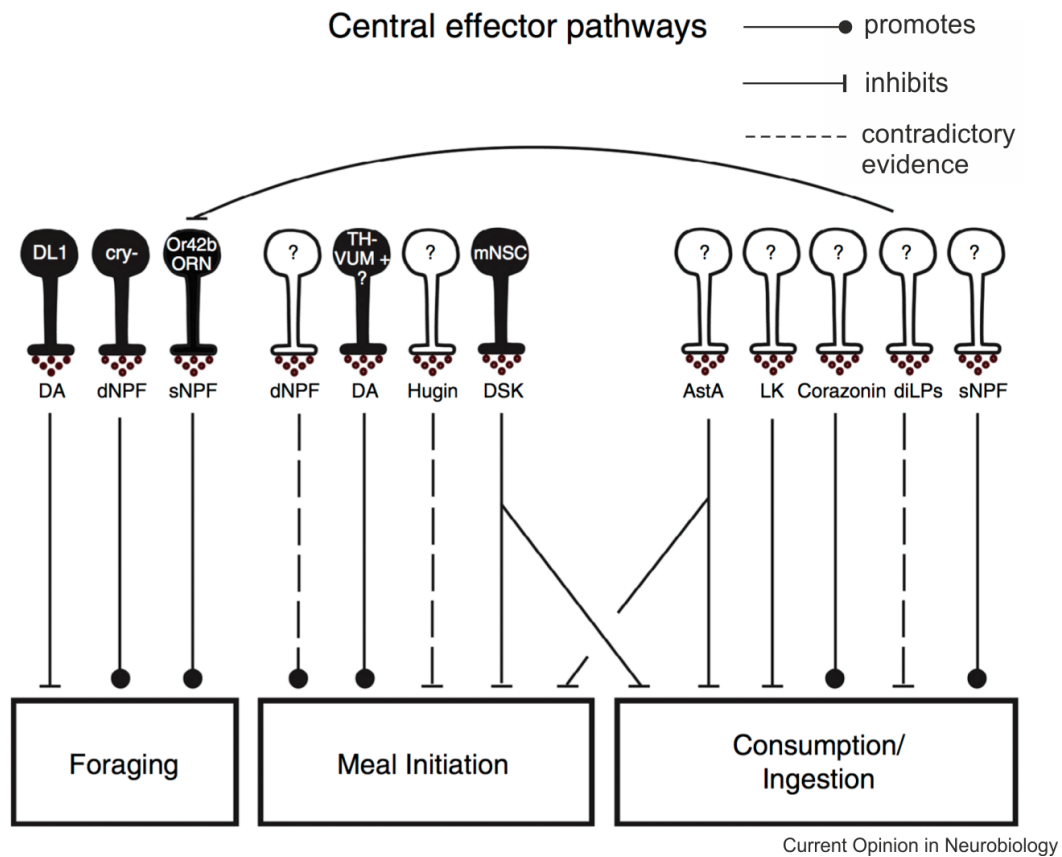 Central effector pathways
promotes
inhibits
contradictory
evidence
DL1
cry-
Or42b
ORN
?
TH-
VUM +
?
?
mNSC
?
?
?
?
?
DA
dNPF
sNPF
dNPF
DA
Hugin
DSK
AstA
LK
Corazonin
diLPs
sNPF
Foraging
Meal Initiation
Consumption/
Ingestion
Current Opinion in Neurobiology